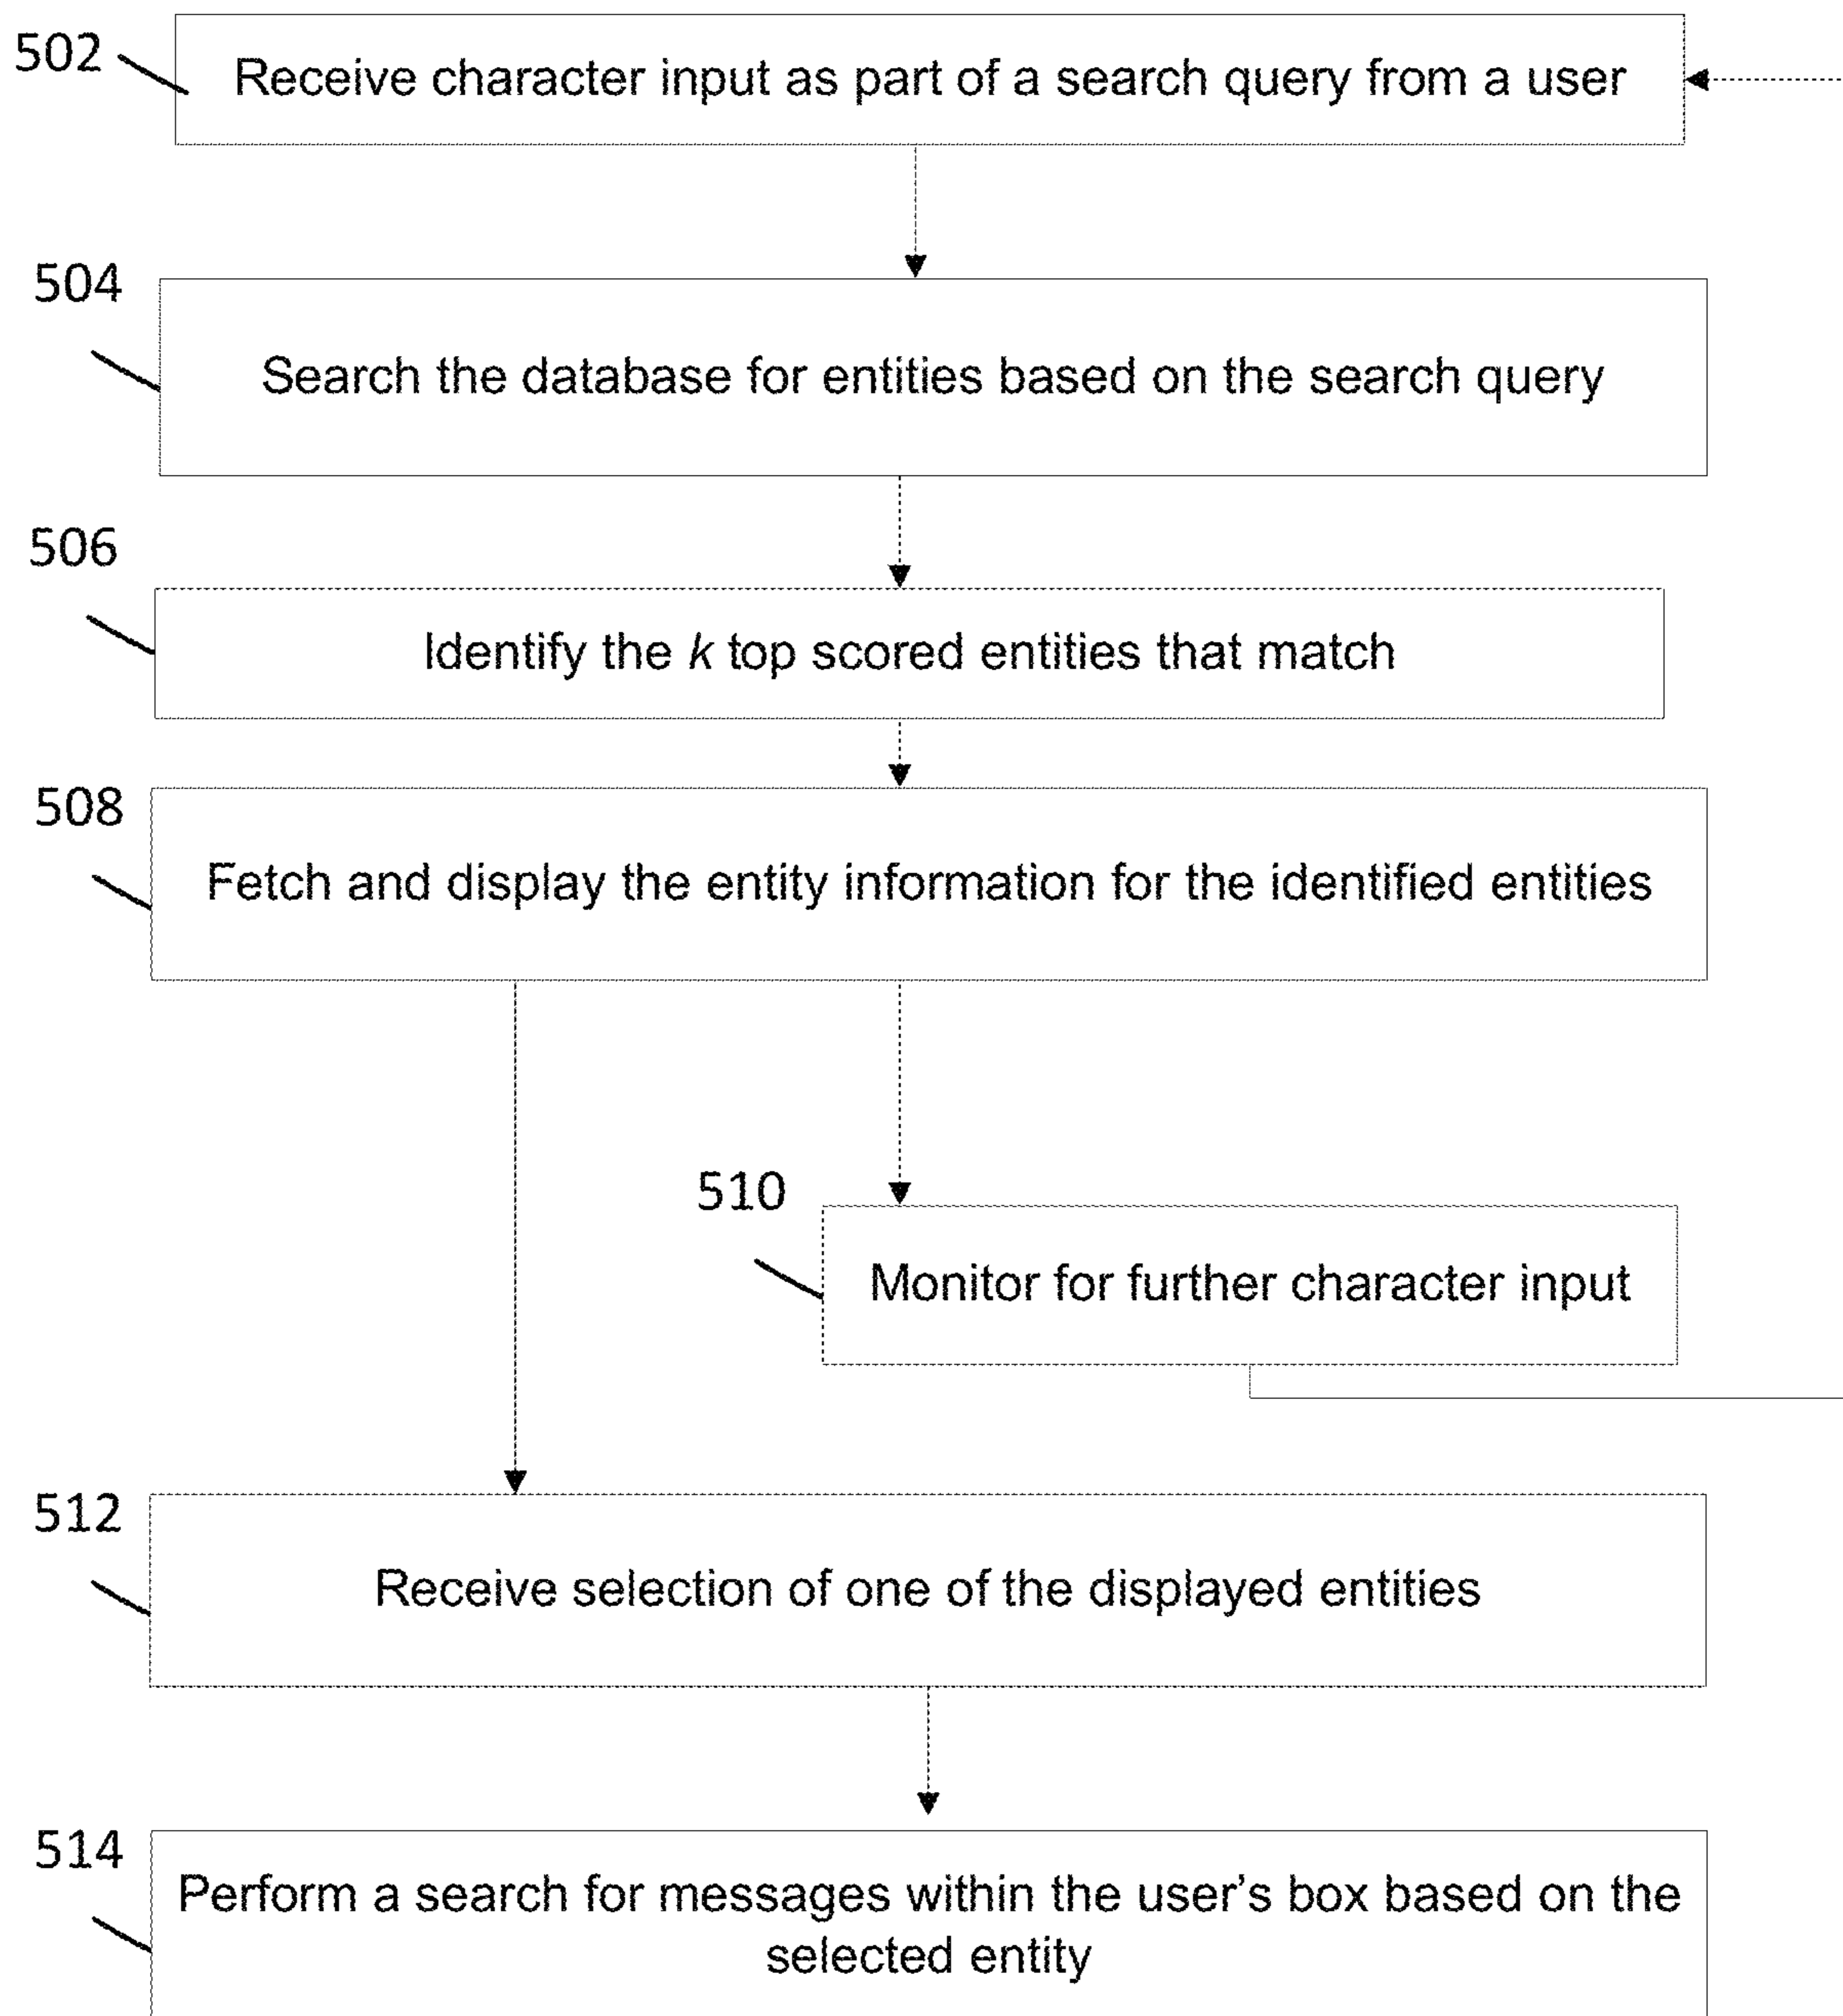 502
Receive character input as part of a search query from a user
504
Search the database for entities based on the search query
506
Identify the k top scored entities that match
508
Fetch and display the entity information for the identified entities
510
Monitor for further character input
512
Receive selection of one of the displayed entities
514
Perform a search for messages within the user's box based on the
selected entity